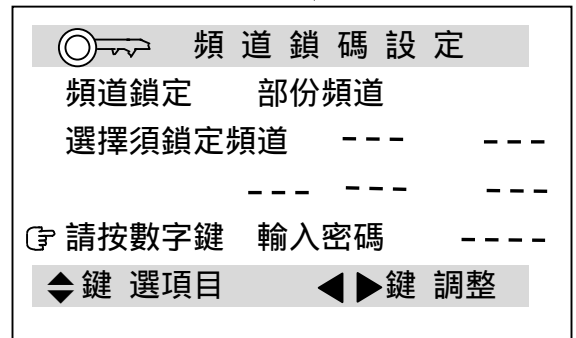 頻道鎖碼設定
頻道鎖定 部份頻道
選擇須鎖定頻道 --- ---
--- --- ---
☞請按數字鍵 輸入密碼 ----
◆鍵 選項目 ◀▶鍵 調整